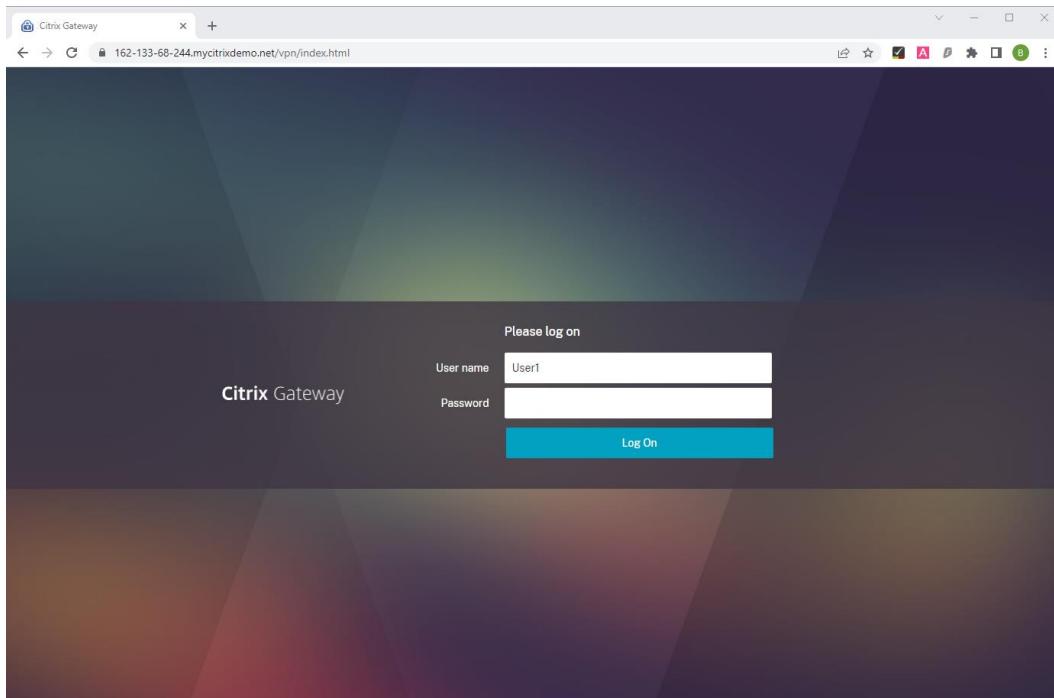 Citrix Gateway
162-133-68-244.mycitrixdemo.net/vpn/index.html
A
B
Please log on
User name User1
Citrix Gateway
Password
Log On